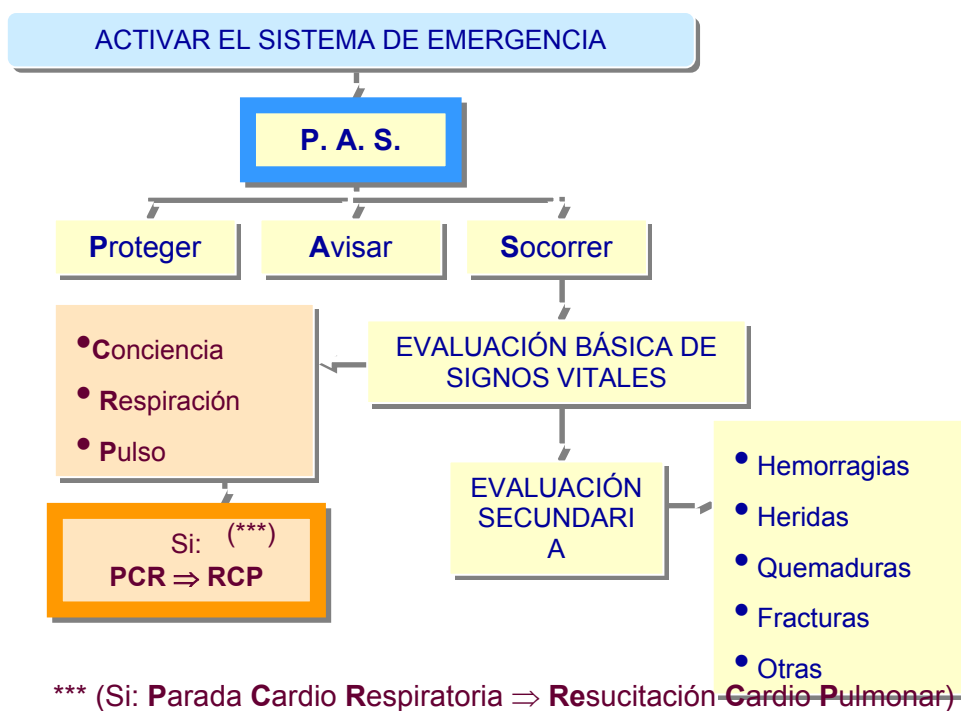 ACTIVAR EL SISTEMA DE EMERGENCIA
P. A. S.
Proteger
Avisar
Socorrer
EVALUACIÓN BÁSICA DE
SIGNOS VITALES
•Conciencia
• Respiración
• Pulso
Si: (***)
PCR ⇒ RCP
EVALUACIÓN
SECUNDARI
A
• Hemorragias
• Heridas
• Quemaduras
• Fracturas
• Otras
*** (Si: Parada Cardio Respiratoria ⇒ Resucitación Cardio Pulmonar)